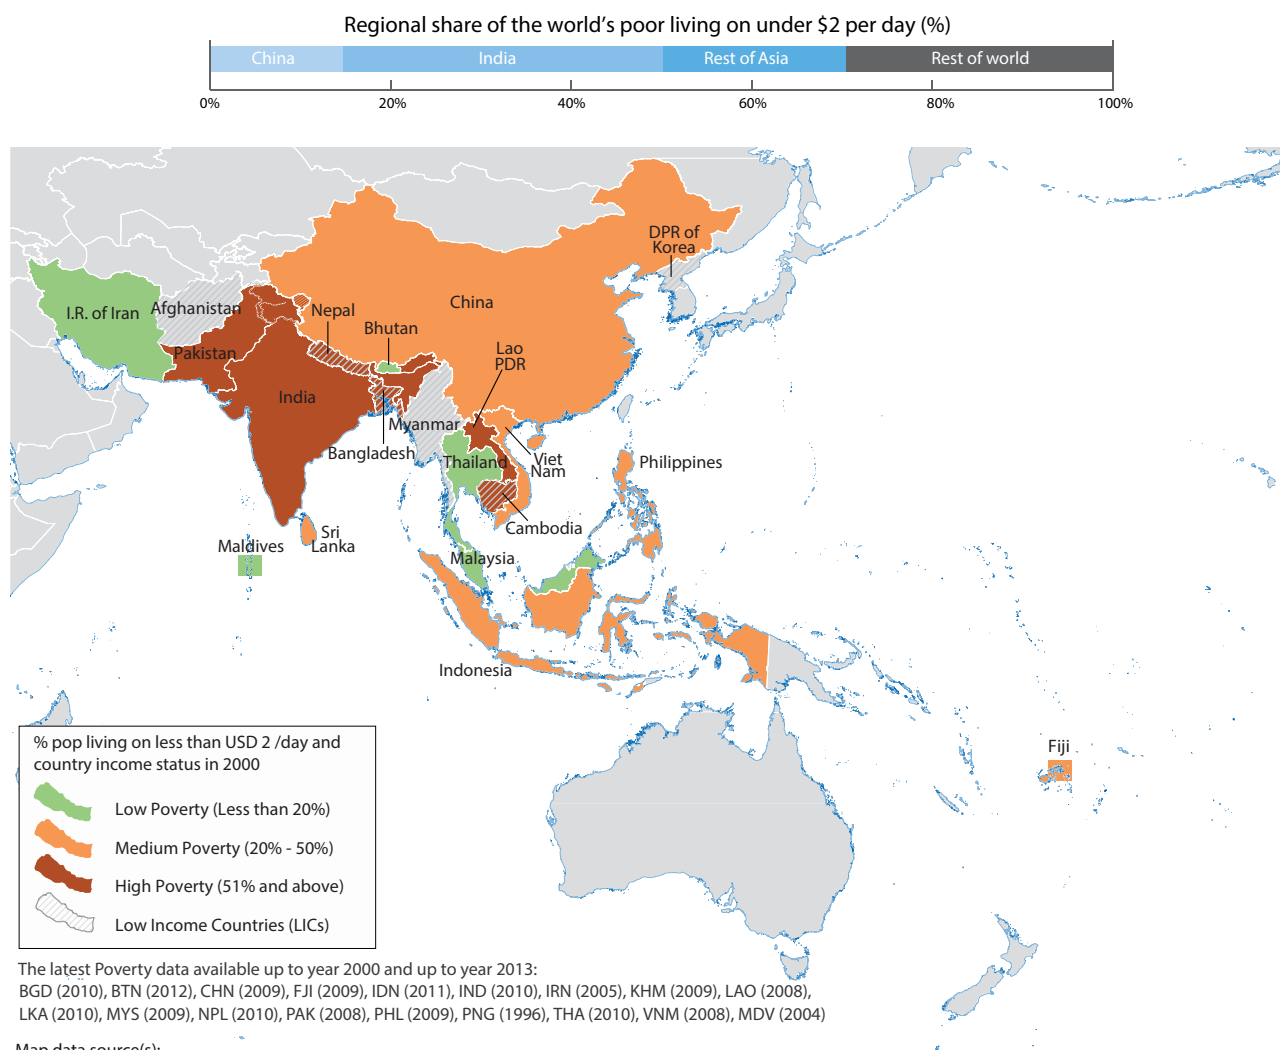 Regional share of the world's poor living on under $2 per day (%)
China India Rest of Asia Rest of world
0% 20% 40% 60% 80% 100%
DPR of
Korea
I.R. of Iran
Afghanistan
Nepal
China
Bhutan
Lao
PDR
Pakistan
India
Myanmar
Bangladesh
Thailand
Viet
Nam
Philippines
Cambodia
Sri
Lanka
Maldives
Malaysia
Indonesia
Fiji
% pop living on less than USD 2 /day and
country income status in 2000
Low Poverty (Less than 20%)
Medium Poverty (20% - 50%)
High Poverty (51% and above)
Low Income Countries (LICs)
The latest Poverty data available up to year 2000 and up to year 2013:
BGD (2010), BTN (2012), CHN (2009), FJI (2009), IDN (2011), IND (2010), IRN (2005), KHM (2009), LAO (2008),
LKA (2010), MYS (2009), NPL (2010), PAK (2008), PHL (2009), PNG (1996), THA (2010), VNM (2008), MDV (2004)
Map data source(s):